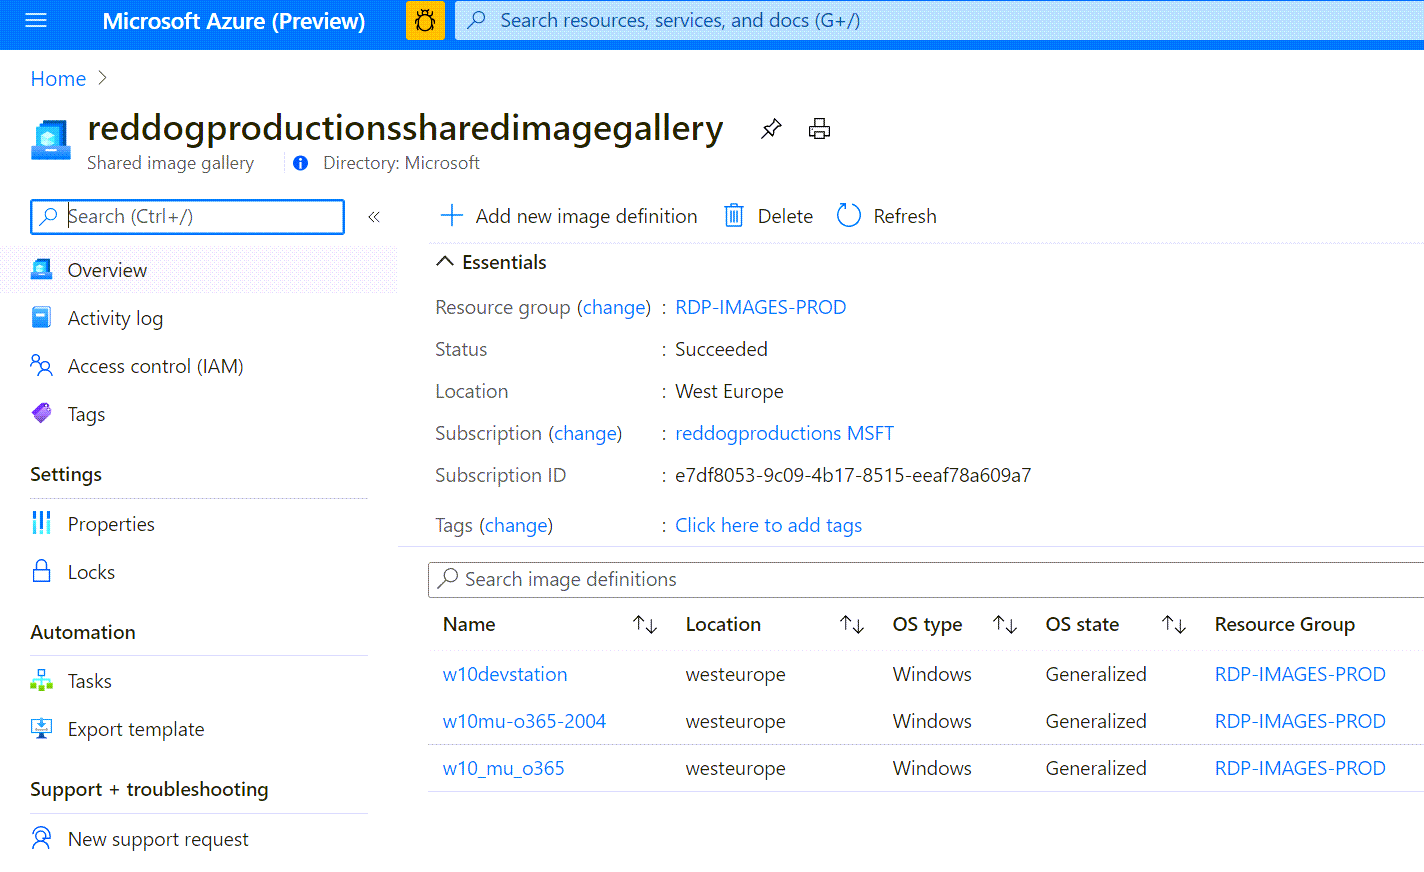 Microsoft Azure (Preview)
Search resources, services, and docs (G+/)
Home
reddogproductionssharedimagegallery
Shared image gallery
Directory: Microsoft
Search (Ctrl+/)
«
Overview
Activity log
Access control (IAM)
Tags
Settings
Properties
Locks
Automation
Tasks
Export template
Support + troubleshooting
New support request
Add new image definition Delete Refresh
Essentials
Resource group (change) : RDP-IMAGES-PROD
Status : Succeeded
Location : West Europe
Subscription (change) : reddogproductions MSFT
Subscription ID : e7df8053-9c09-4b17-8515-eeaf78a609a7
Tags (change) : Click here to add tags
Search image definitions
Name ↑↓ Location ↑↓ OS type ↑↓ OS state ↑↓ Resource Group
w10devstation westeurope Windows Generalized RDP-IMAGES-PROD
w10mu-o365-2004 westeurope Windows Generalized RDP-IMAGES-PROD
w10_mu_o365 westeurope Windows Generalized RDP-IMAGES-PROD